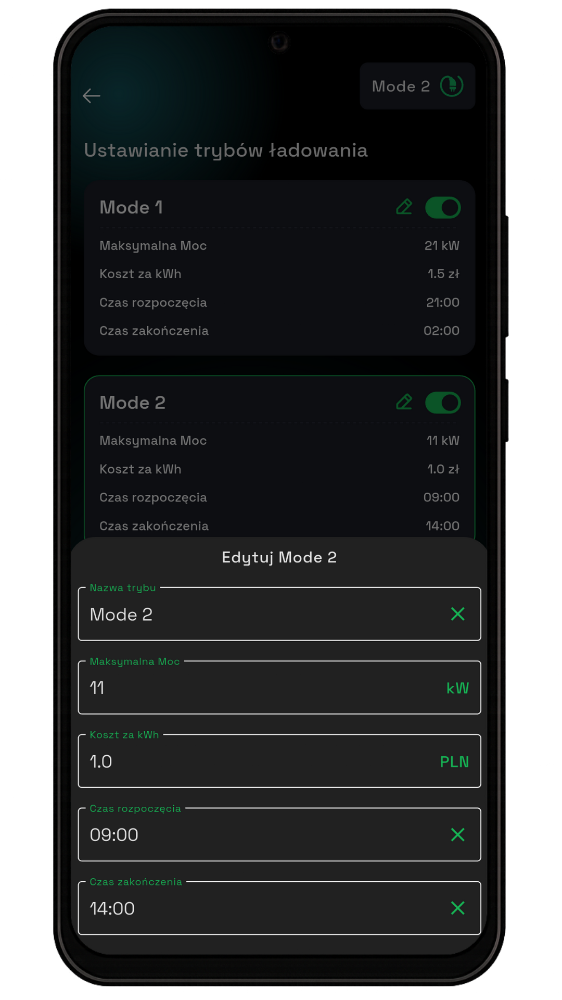 Mode 2
Ustawianie trybów ładowania
Mode 1
Maksymalna Moc 21 kW
Koszt za kWh 1.5 zł
Czas rozpoczęcia 21:00
Czas zakończenia 02:00
Mode 2
Maksymalna Moc 11 kW
Koszt za kWh 1.0 zł
Czas rozpoczęcia 09:00
Czas zakończenia 14:00
Edytuj Mode 2
Nazwa trybu
Mode 2
Maksymalna Moc
11 kW
Koszt za kWh
1.0 PLN
Czas rozpoczęcia
09:00
Czas zakończenia
14:00